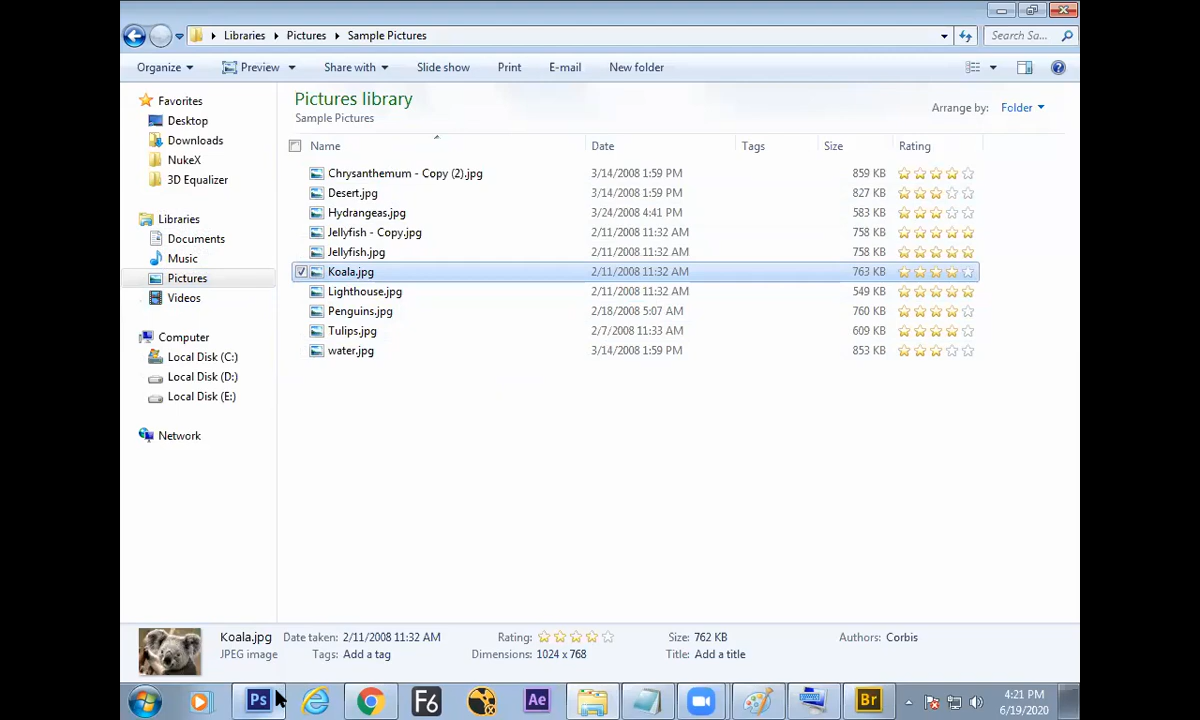 Libraries Pictures Sample Pictures Search Sa...
Organize Preview Share with Slide show Print E-mail New folder
Favorites
Desktop
Downloads
NukeX
3D Equalizer
Libraries
Documents
Music
Pictures
Videos
Computer
Local Disk (C:)
Local Disk (D:)
Local Disk (E:)
Network
Pictures library
Sample Pictures
Arrange by: Folder
Name Date Tags Size Rating
Chrysanthemum - Copy (2).jpg 3/14/2008 1:59 PM 859 KB
Desert.jpg 3/14/2008 1:59 PM 827 KB
Hydrangeas.jpg 3/24/2008 4:41 PM 583 KB
Jellyfish - Copy.jpg 2/11/2008 11:32 AM 758 KB
Jellyfish.jpg 2/11/2008 11:32 AM 758 KB
Koala.jpg 2/11/2008 11:32 AM 763 KB
Lighthouse.jpg 2/11/2008 11:32 AM 549 KB
Penguins.jpg 2/18/2008 5:07 AM 760 KB
Tulips.jpg 2/7/2008 11:33 AM 609 KB
water.jpg 3/14/2008 1:59 PM 853 KB
Koala.jpg Date taken: 2/11/2008 11:32 AM Rating: Size: 762 KB Authors: Corbis
JPEG image Tags: Add a tag Dimensions: 1024 x 768 Title: Add a title
Ps F6 Ae Br
4:21 PM
6/19/2020